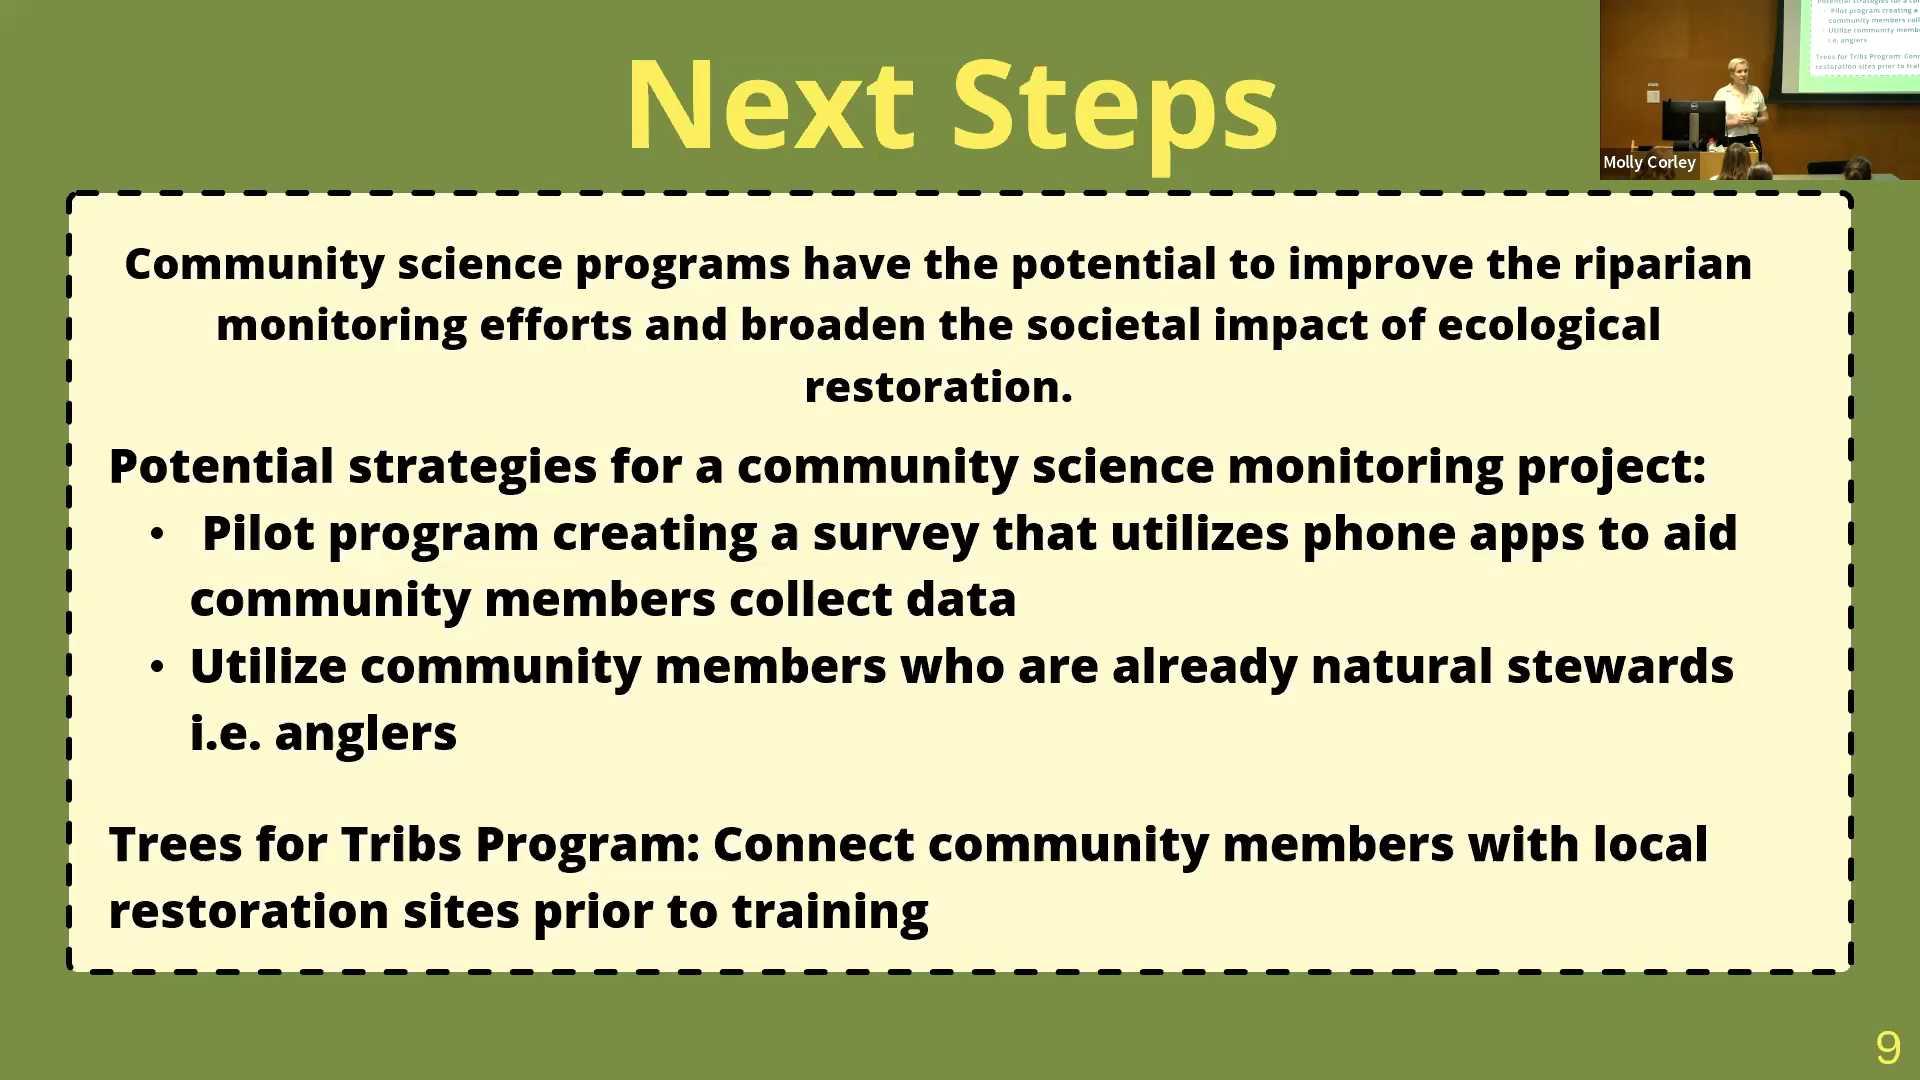 Next Steps
Molly Corley
Community science programs have the potential to improve the riparian
monitoring efforts and broaden the societal impact of ecological
restoration.
Potential strategies for a community science monitoring project:
• Pilot program creating a survey that utilizes phone apps to aid
community members collect data
• Utilize community members who are already natural stewards
i.e. anglers
Trees for Tribs Program: Connect community members with local
restoration sites prior to training
9